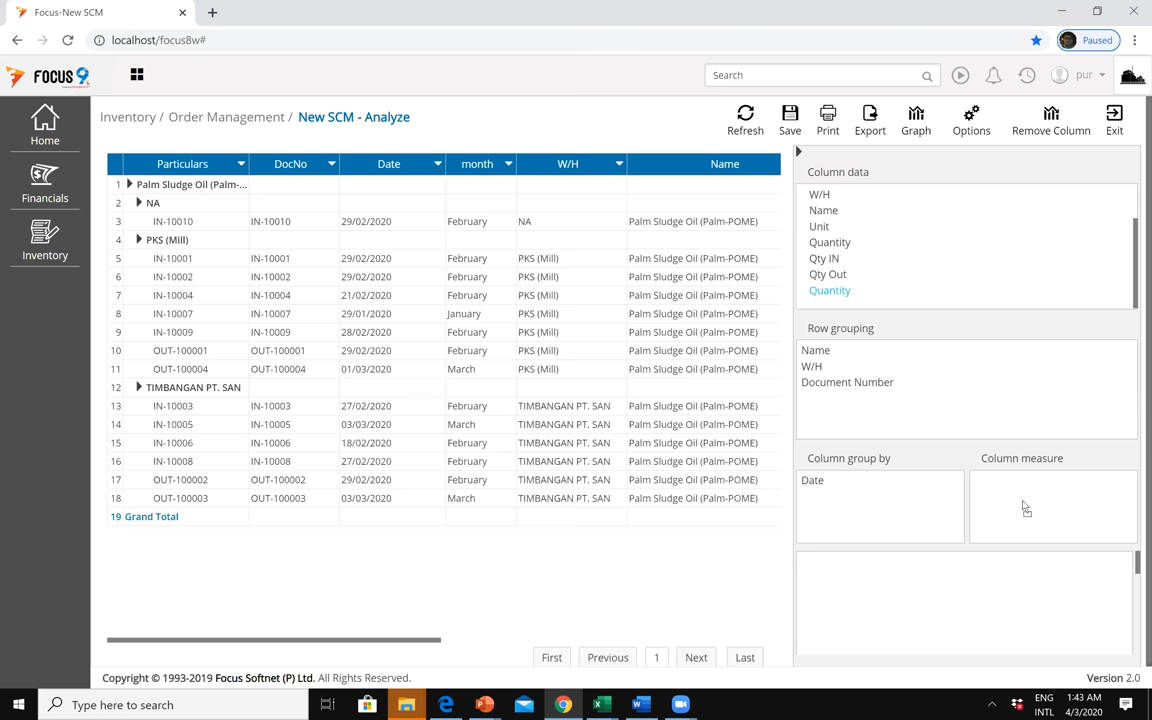 Focus-New SCM
localhost/focus8w#
Paused
FOCUS 9
Search
pur
Home
Financials
Inventory
Inventory / Order Management / New SCM - Analyze
Refresh Save Print Export Graph Options Remove Column Exit
Particulars DocNo Date month W/H Name
1 Palm Sludge Oil (Palm-...
2 NA
3 IN-10010 IN-10010 29/02/2020 February NA Palm Sludge Oil (Palm-POME)
4 PKS (Mill)
5 IN-10001 IN-10001 29/02/2020 February PKS (Mill) Palm Sludge Oil (Palm-POME)
6 IN-10002 IN-10002 29/02/2020 February PKS (Mill) Palm Sludge Oil (Palm-POME)
7 IN-10004 IN-10004 21/02/2020 February PKS (Mill) Palm Sludge Oil (Palm-POME)
8 IN-10007 IN-10007 29/01/2020 January PKS (Mill) Palm Sludge Oil (Palm-POME)
9 IN-10009 IN-10009 28/02/2020 February PKS (Mill) Palm Sludge Oil (Palm-POME)
10 OUT-100001 OUT-100001 29/02/2020 February PKS (Mill) Palm Sludge Oil (Palm-POME)
11 OUT-100004 OUT-100004 01/03/2020 March PKS (Mill) Palm Sludge Oil (Palm-POME)
12 TIMBANGAN PT. SAN
13 IN-10003 IN-10003 27/02/2020 February TIMBANGAN PT. SAN Palm Sludge Oil (Palm-POME)
14 IN-10005 IN-10005 03/03/2020 March TIMBANGAN PT. SAN Palm Sludge Oil (Palm-POME)
15 IN-10006 IN-10006 18/02/2020 February TIMBANGAN PT. SAN Palm Sludge Oil (Palm-POME)
16 IN-10008 IN-10008 27/02/2020 February TIMBANGAN PT. SAN Palm Sludge Oil (Palm-POME)
17 OUT-100002 OUT-100002 29/02/2020 February TIMBANGAN PT. SAN Palm Sludge Oil (Palm-POME)
18 OUT-100003 OUT-100003 03/03/2020 March TIMBANGAN PT. SAN Palm Sludge Oil (Palm-POME)
19 Grand Total
First Previous 1 Next Last
Column data
W/H
Name
Unit
Quantity
Qty IN
Qty Out
Quantity
Row grouping
Name
W/H
Document Number
Column group by Column measure
Date
Copyright © 1993-2019 Focus Softnet (P) Ltd. All Rights Reserved.
Version 2.0
Type here to search
ENG
INTL
1:43 AM
4/3/2020